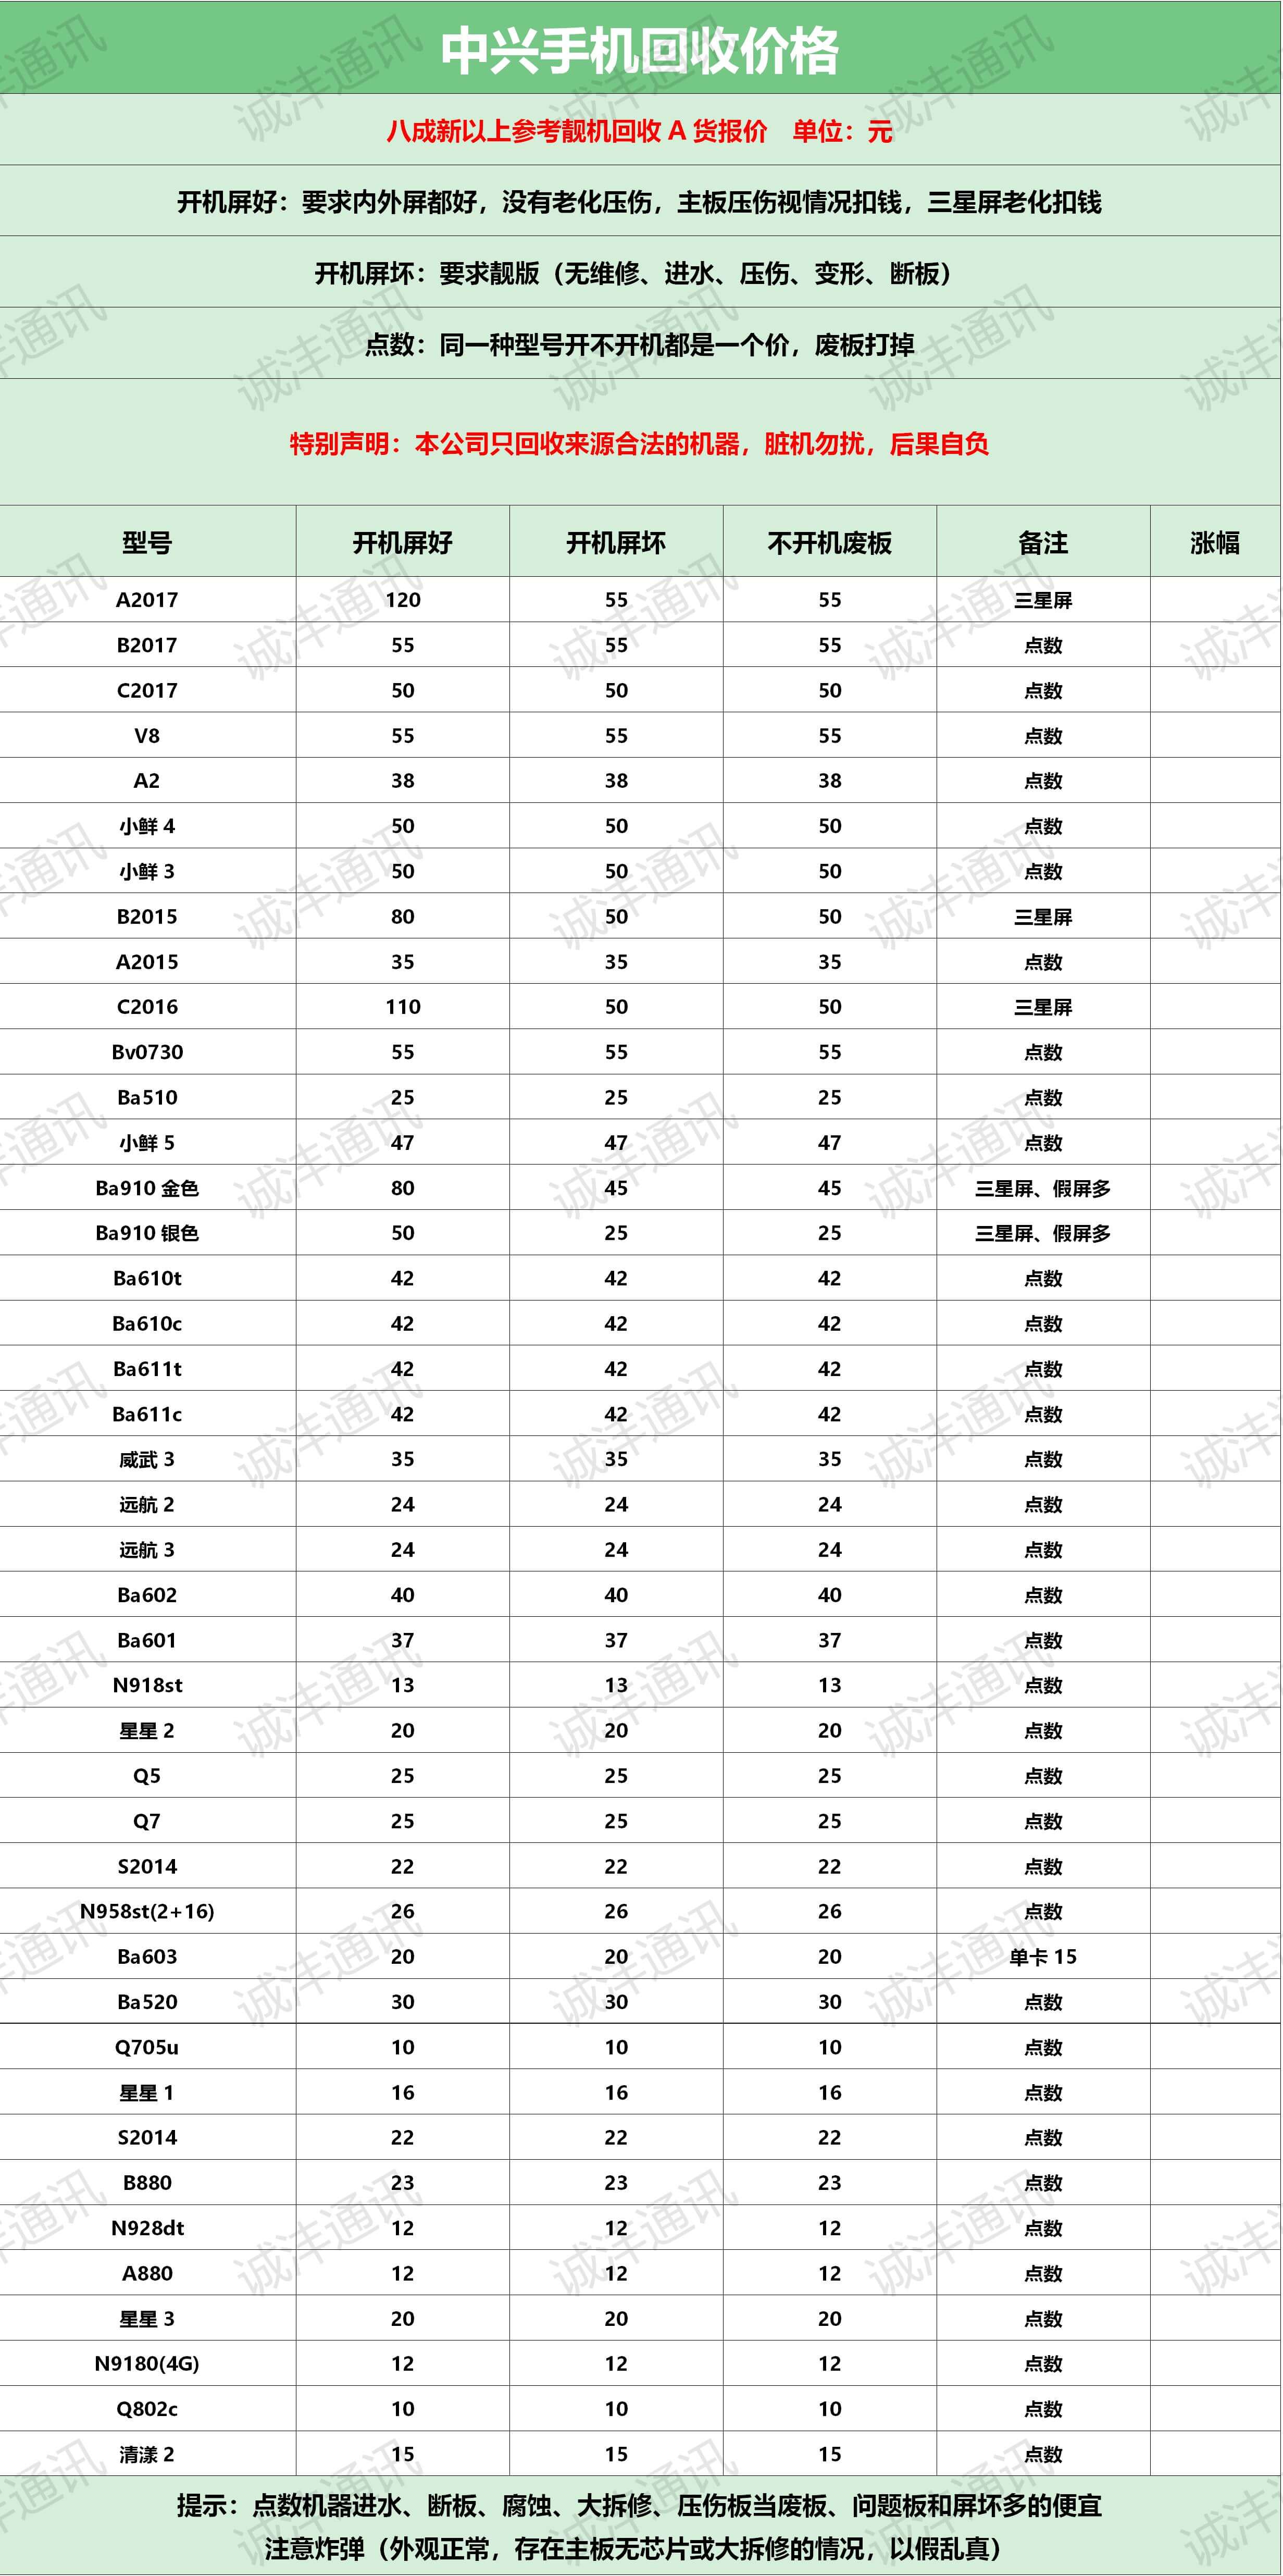 中兴手机回收价格
八成新以上参考靓机回收 A 货报价 单位：元
开机屏好：要求内外屏都好，没有老化压伤，主板压伤视情况扣钱，三星屏老化扣钱
开机屏坏：要求靓版（无维修、进水、压伤、变形、断板）
点数：同一种型号开不开机都是一个价，废板打掉
特别声明：本公司只回收来源合法的机器，脏机勿扰，后果自负
型号 开机屏好 开机屏坏 不开机废板 备注 涨幅
A2017 120 55 55 三星屏
B2017 55 55 55 点数
C2017 50 50 50 点数
V8 55 55 55 点数
A2 38 38 38 点数
小鲜 4 50 50 50 点数
小鲜 3 50 50 50 点数
B2015 80 50 50 三星屏
A2015 35 35 35 点数
C2016 110 50 50 三星屏
Bv0730 55 55 55 点数
Ba510 25 25 25 点数
小鲜 5 47 47 47 点数
Ba910 金色 80 45 45 三星屏、假屏多
Ba910 银色 50 25 25 三星屏、假屏多
Ba610t 42 42 42 点数
Ba610c 42 42 42 点数
Ba611t 42 42 42 点数
Ba611c 42 42 42 点数
威武 3 35 35 35 点数
远航 2 24 24 24 点数
远航 3 24 24 24 点数
Ba602 40 40 40 点数
Ba601 37 37 37 点数
N918st 13 13 13 点数
星星 2 20 20 20 点数
Q5 25 25 25 点数
Q7 25 25 25 点数
S2014 22 22 22 点数
N958st(2+16) 26 26 26 点数
Ba603 20 20 20 单卡 15
Ba520 30 30 30 点数
Q705u 10 10 10 点数
星星 1 16 16 16 点数
S2014 22 22 22 点数
B880 23 23 23 点数
N928dt 12 12 12 点数
A880 12 12 12 点数
星星 3 20 20 20 点数
N9180(4G) 12 12 12 点数
Q802c 10 10 10 点数
清漾 2 15 15 15 点数
提示：点数机器进水、断板、腐蚀、大拆修、压伤板当废板、问题板和屏坏多的便宜
注意炸弹（外观正常，存在主板无芯片或大拆修的情况，以假乱真）
诚沣通讯